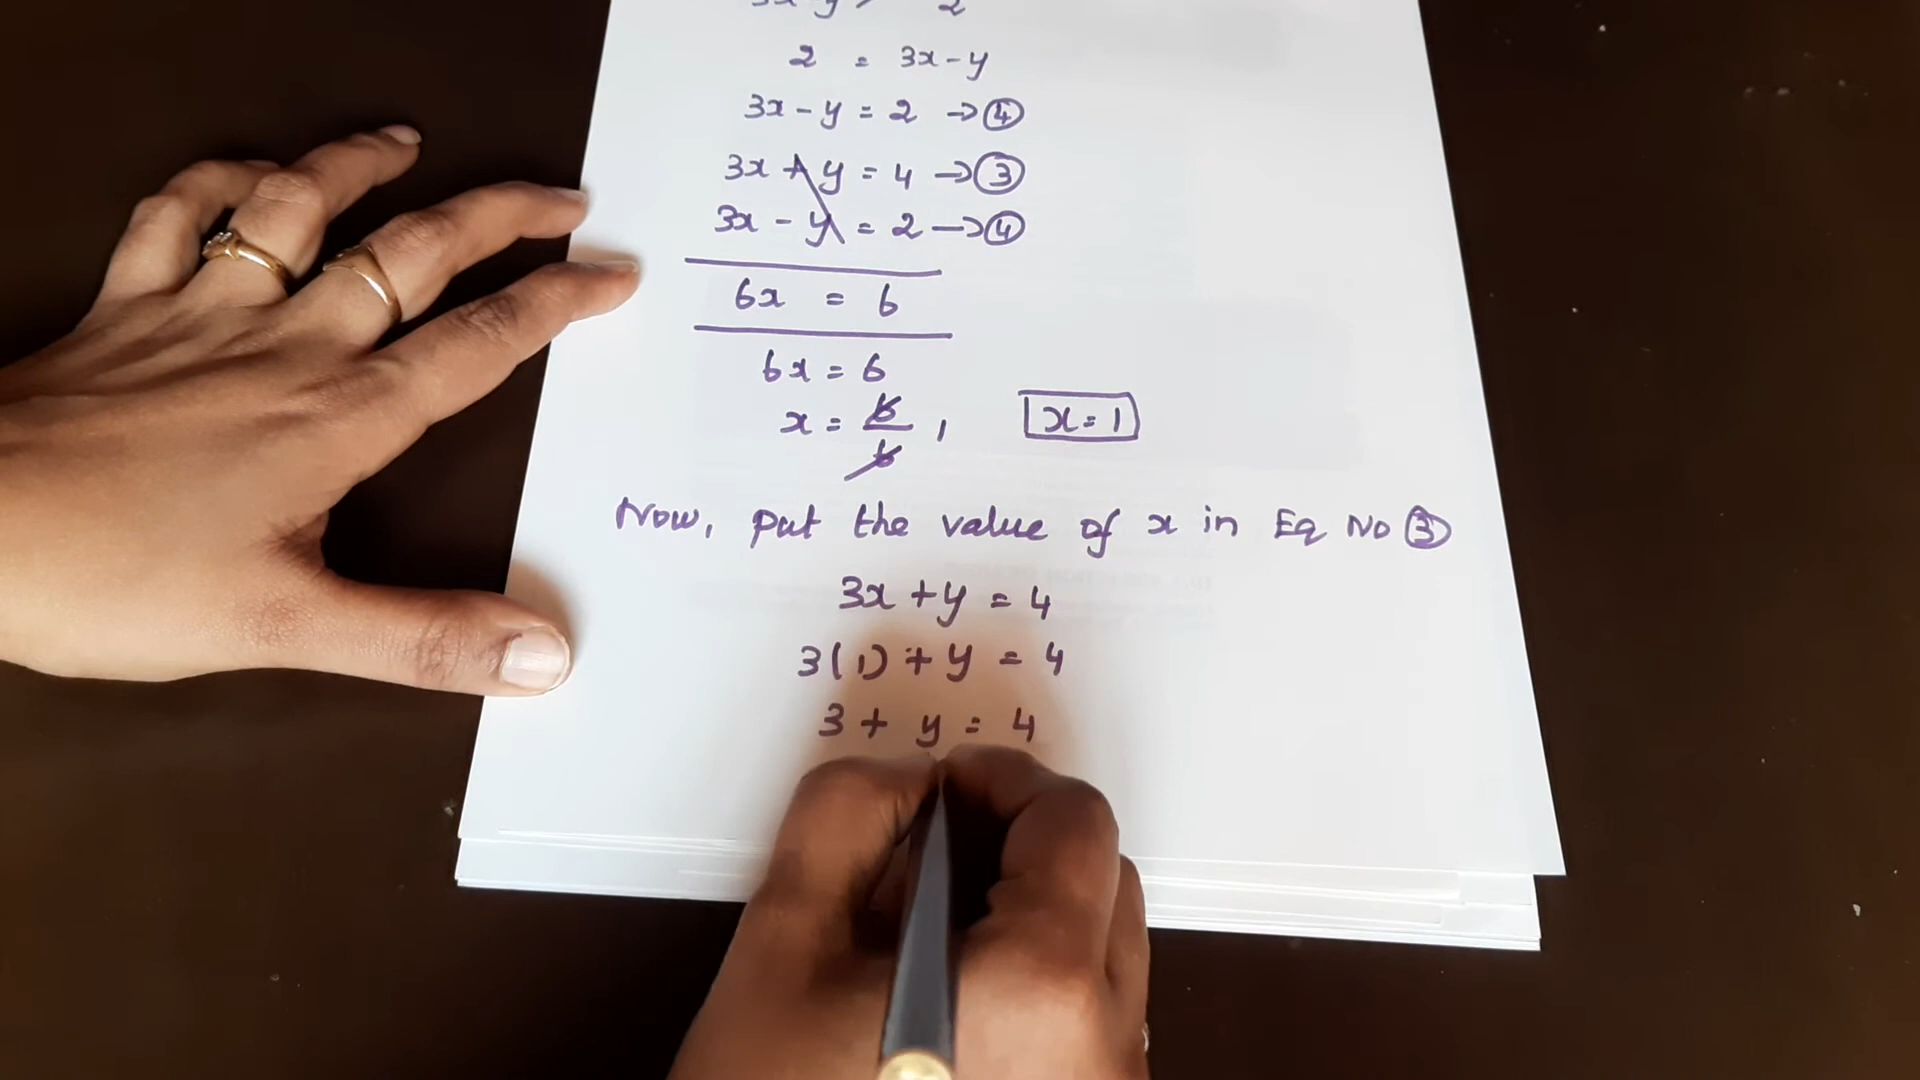 2
2 = 3x-y
3x-y = 2 →④
3x + y = 4 →③
3x - y = 2 →④
6x = 6
6x = 6
x = 6/6 , x = 1
Now, put the value of x in Eq No ③
3x + y = 4
3(1) + y = 4
3 + y = 4